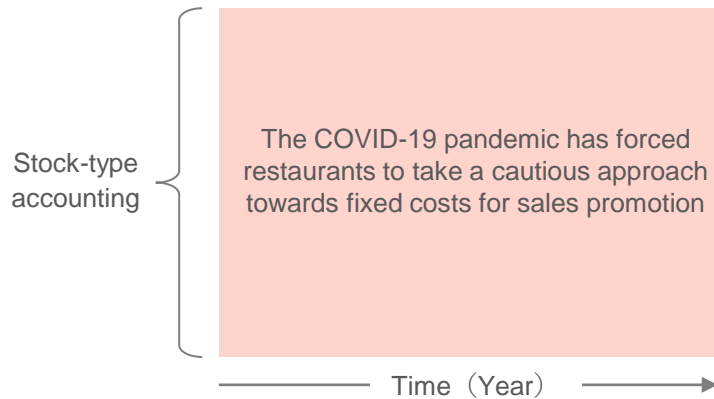 Stock-type
accounting
The COVID-19 pandemic has forced
restaurants to take a cautious approach
towards fixed costs for sales promotion
Time（Year）